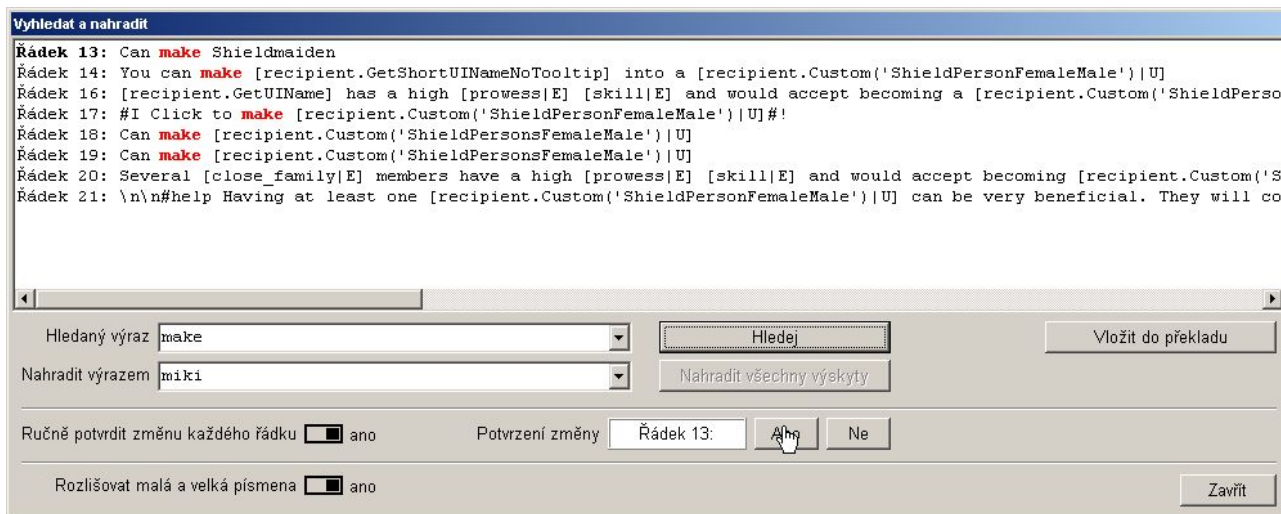 Vyhledat a nahradit
Řádek 13: Can make Shieldmaiden
Řádek 14: You can make [recipient.GetShortUINameNoTooltip] into a [recipient.Custom('ShieldPersonFemaleMale')|U]
Řádek 16: [recipient.GetUIName] has a high [prowess|E] [skill|E] and would accept becoming a [recipient.Custom('ShieldPerso
Řádek 17: #I Click to make [recipient.Custom('ShieldPersonFemaleMale')|U]#!
Řádek 18: Can make [recipient.Custom('ShieldPersonsFemaleMale')|U]
Řádek 19: Can make [recipient.Custom('ShieldPersonsFemaleMale')|U]
Řádek 20: Several [close_family|E] members have a high [prowess|E] [skill|E] and would accept becoming [recipient.Custom('S
Řádek 21: \n\n#help Having at least one [recipient.Custom('ShieldPersonFemaleMale')|U] can be very beneficial. They will co
Hledaný výraz make Hledej Vložit do překladu
Nahradit výrazem miki Nahradit všechny výskyty
Ručně potvrdit změnu každého řádku ano Potvrzení změny Řádek 13: Ano Ne
Rozlišovat malá a velká písmena ano Zavřít